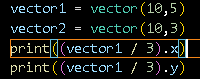 vector1 = vector(10,5)
vector2 = vector(10,3)
print((vector1 / 3).x)
print((vector1 / 3).y)